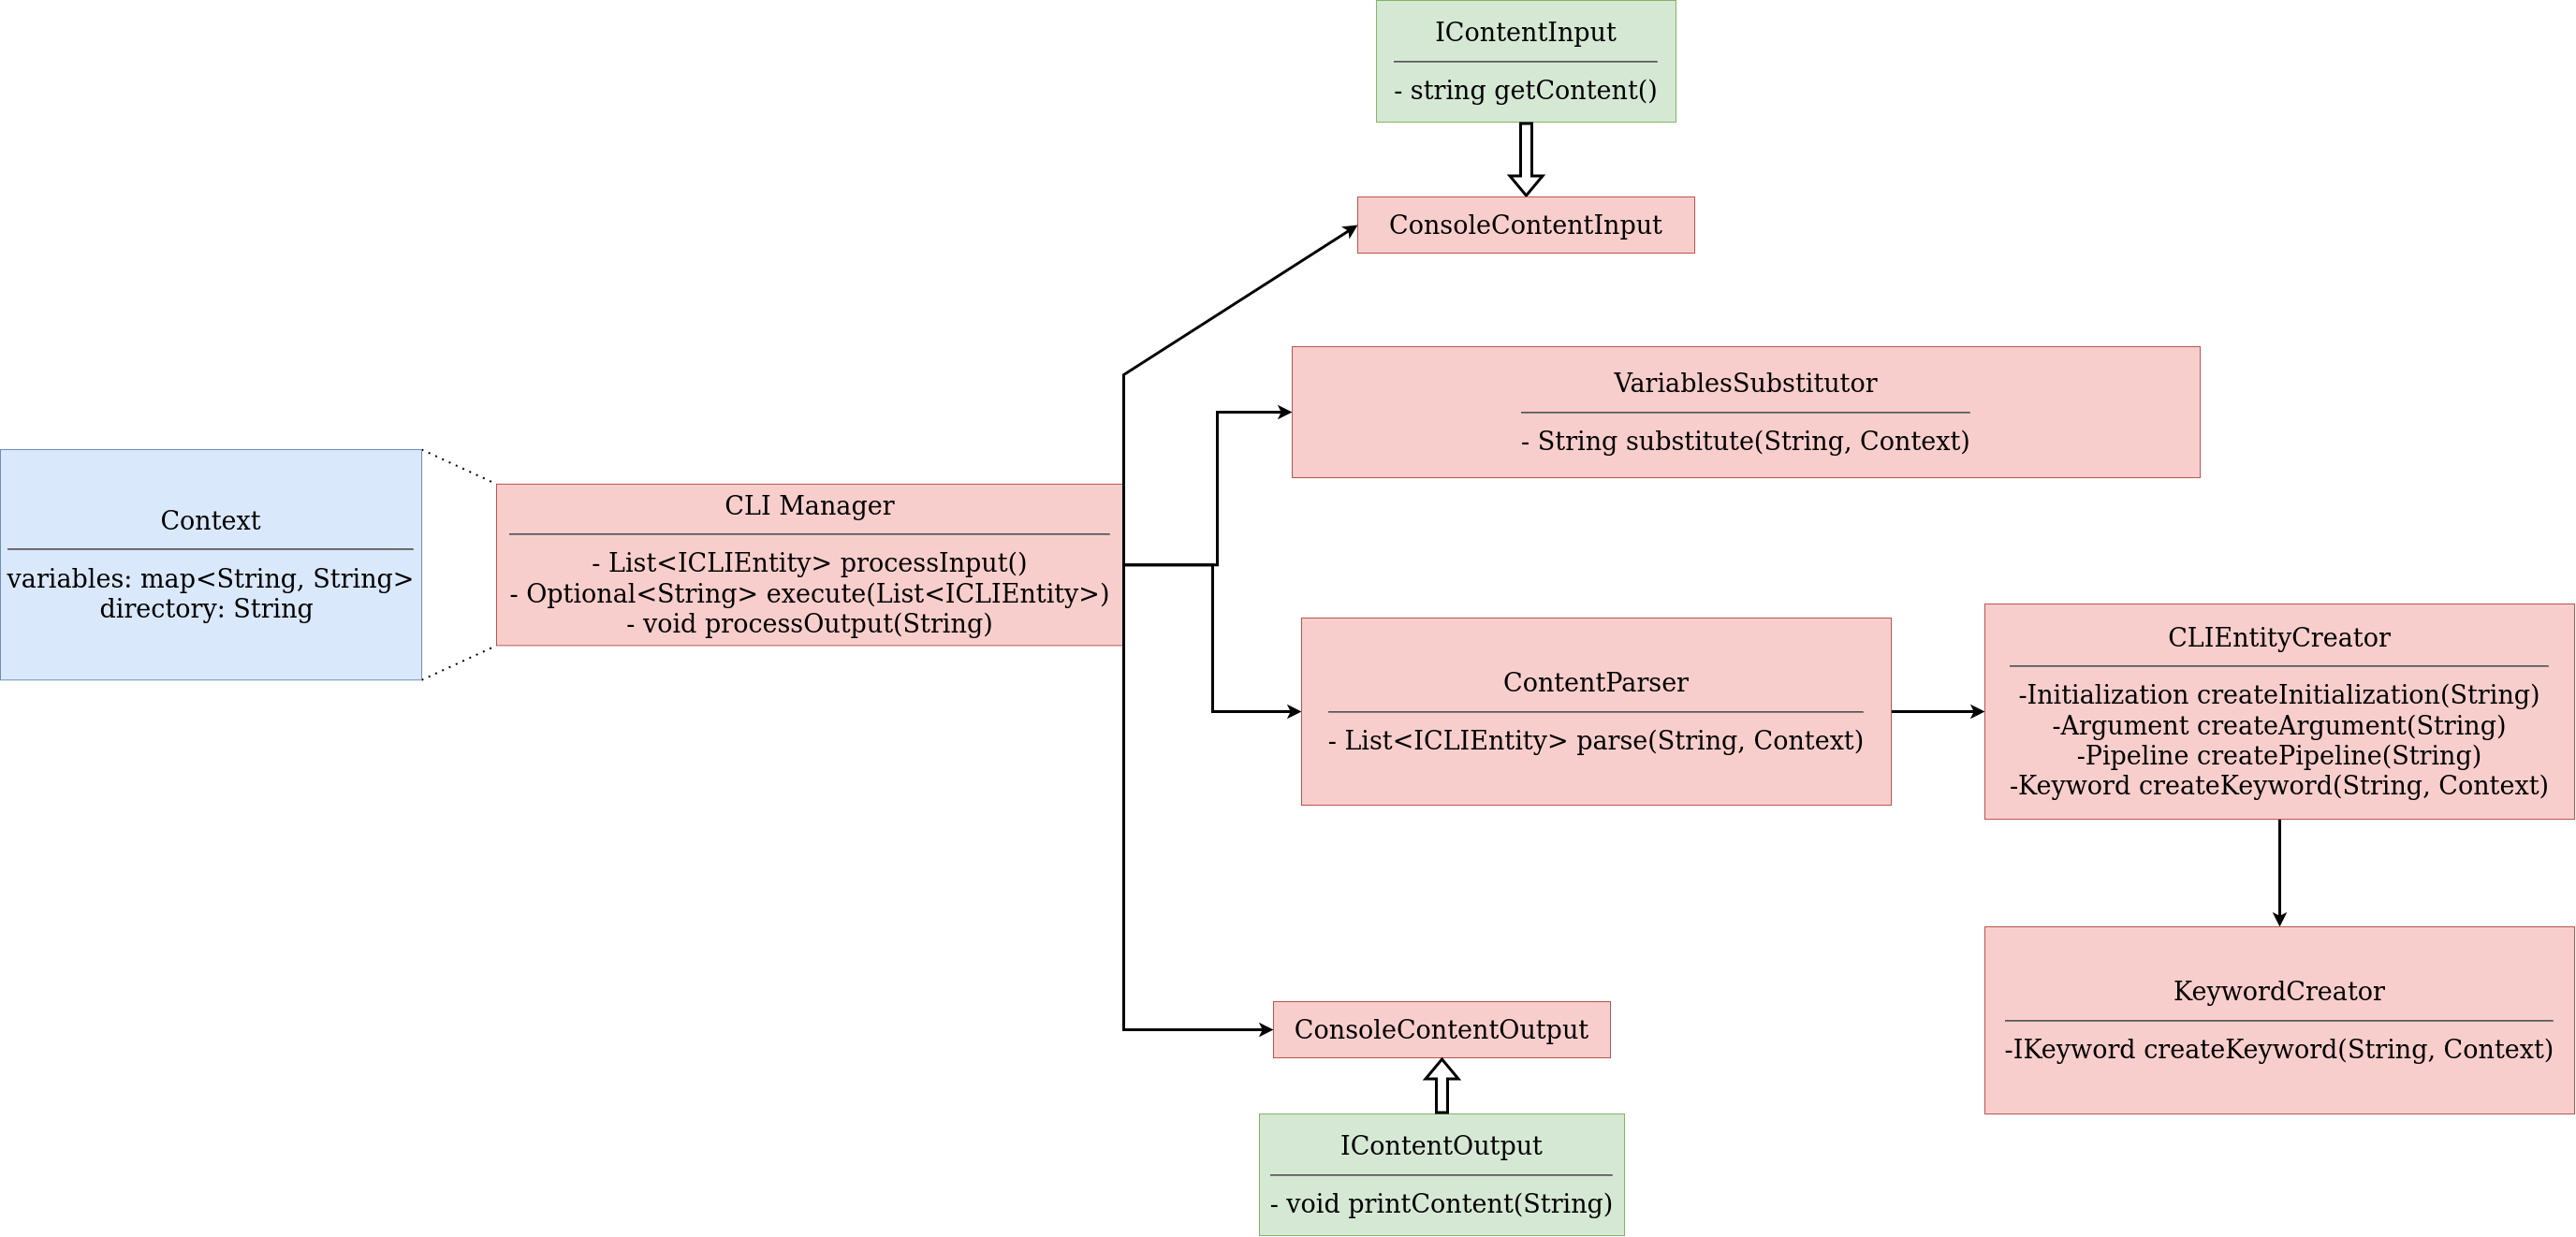 IContentInput
- string getContent()
ConsoleContentInput
VariablesSubstitutor
- String substitute(String, Context)
Context
variables: map<String, String>
directory: String
CLI Manager
- List<ICLIEntity> processInput()
- Optional<String> execute(List<ICLIEntity>)
- void processOutput(String)
ContentParser
- List<ICLIEntity> parse(String, Context)
CLIEntityCreator
-Initialization createInitialization(String)
-Argument createArgument(String)
-Pipeline createPipeline(String)
-Keyword createKeyword(String, Context)
KeywordCreator
-IKeyword createKeyword(String, Context)
ConsoleContentOutput
IContentOutput
- void printContent(String)